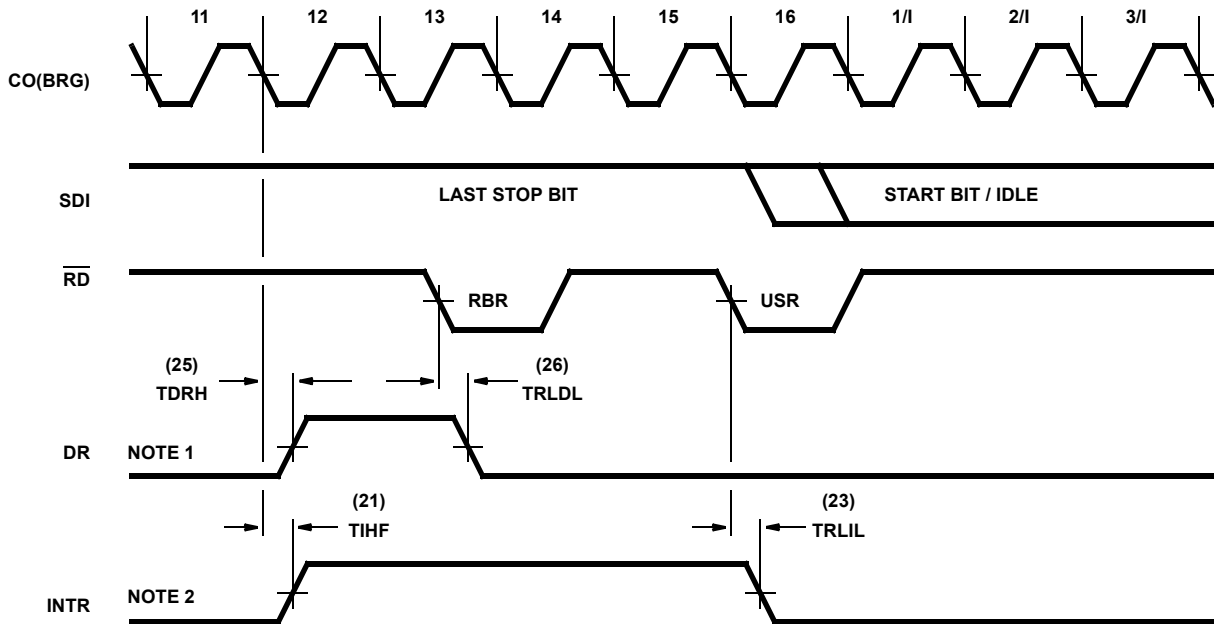 11 12 13 14 15 16 1/I 2/I 3/I
CO(BRG)
SDI LAST STOP BIT START BIT / IDLE
RD RBR USR
(25) (26)
TDRH TRLDL
DR NOTE 1
(21) (23)
TIHF TRLIL
INTR NOTE 2